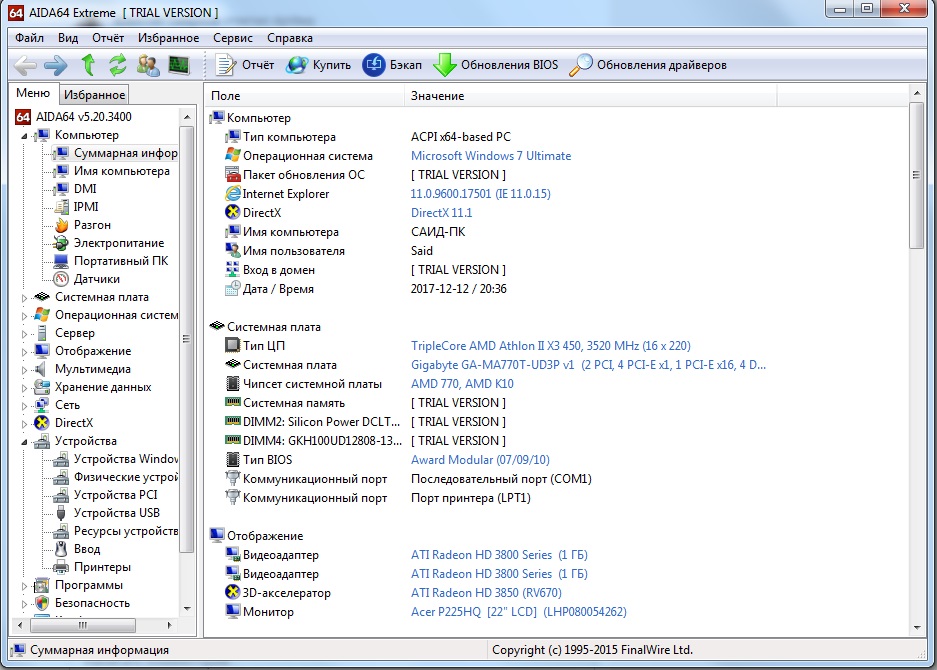 AIDA64 Extreme [ TRIAL VERSION ]
Файл Вид Отчёт Избранное Сервис Справка
Отчёт Купить Бэкап Обновления BIOS Обновления драйверов
Меню Избранное
64 AIDA64 v5.20.3400
Компьютер
Суммарная инфор
Имя компьютера
DMI
IPMI
Разгон
Электропитание
Портативный ПК
Датчики
Системная плата
Операционная систем
Сервер
Отображение
Мультимедиа
Хранение данных
Сеть
DirectX
Устройства
Устройства Window
Физические устрой
Устройства PCI
Устройства USB
Ресурсы устройств
Ввод
Принтеры
Программы
Безопасность
Поле Значение
Компьютер
Тип компьютера ACPI x64-based PC
Операционная система Microsoft Windows 7 Ultimate
Пакет обновления ОС [ TRIAL VERSION ]
Internet Explorer 11.0.9600.17501 (IE 11.0.15)
DirectX DirectX 11.1
Имя компьютера САИД-ПК
Имя пользователя Said
Вход в домен [ TRIAL VERSION ]
Дата / Время 2017-12-12 / 20:36
Системная плата
Тип ЦП TripleCore AMD Athlon II X3 450, 3520 MHz (16 x 220)
Системная плата Gigabyte GA-MA770T-UD3P v1 (2 PCI, 4 PCI-E x1, 1 PCI-E x16, 4 D...
Чипсет системной платы AMD 770, AMD K10
Системная память [ TRIAL VERSION ]
DIMM2: Silicon Power DCLT... [ TRIAL VERSION ]
DIMM4: GKH100UD12808-13... [ TRIAL VERSION ]
Тип BIOS Award Modular (07/09/10)
Коммуникационный порт Последовательный порт (COM1)
Коммуникационный порт Порт принтера (LPT1)
Отображение
Видеоадаптер ATI Radeon HD 3800 Series (1 ГБ)
Видеоадаптер ATI Radeon HD 3800 Series (1 ГБ)
3D-акселератор ATI Radeon HD 3850 (RV670)
Монитор Acer P225HQ [22" LCD] (LHP080054262)
Суммарная информация Copyright (c) 1995-2015 FinalWire Ltd.